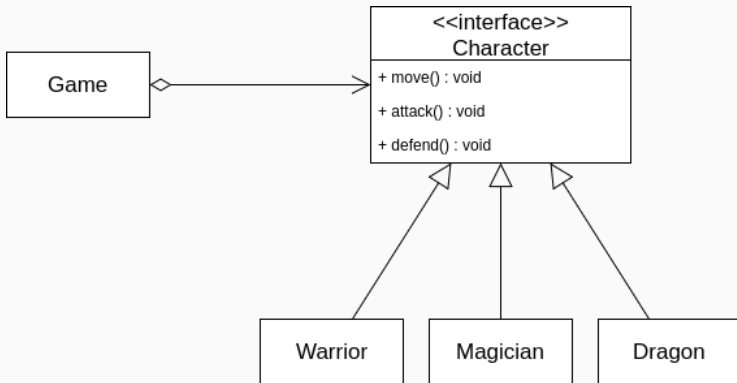 <<interface>>
Character
Game
+ move() : void
+ attack() : void
+ defend() : void
Warrior
Magician
Dragon